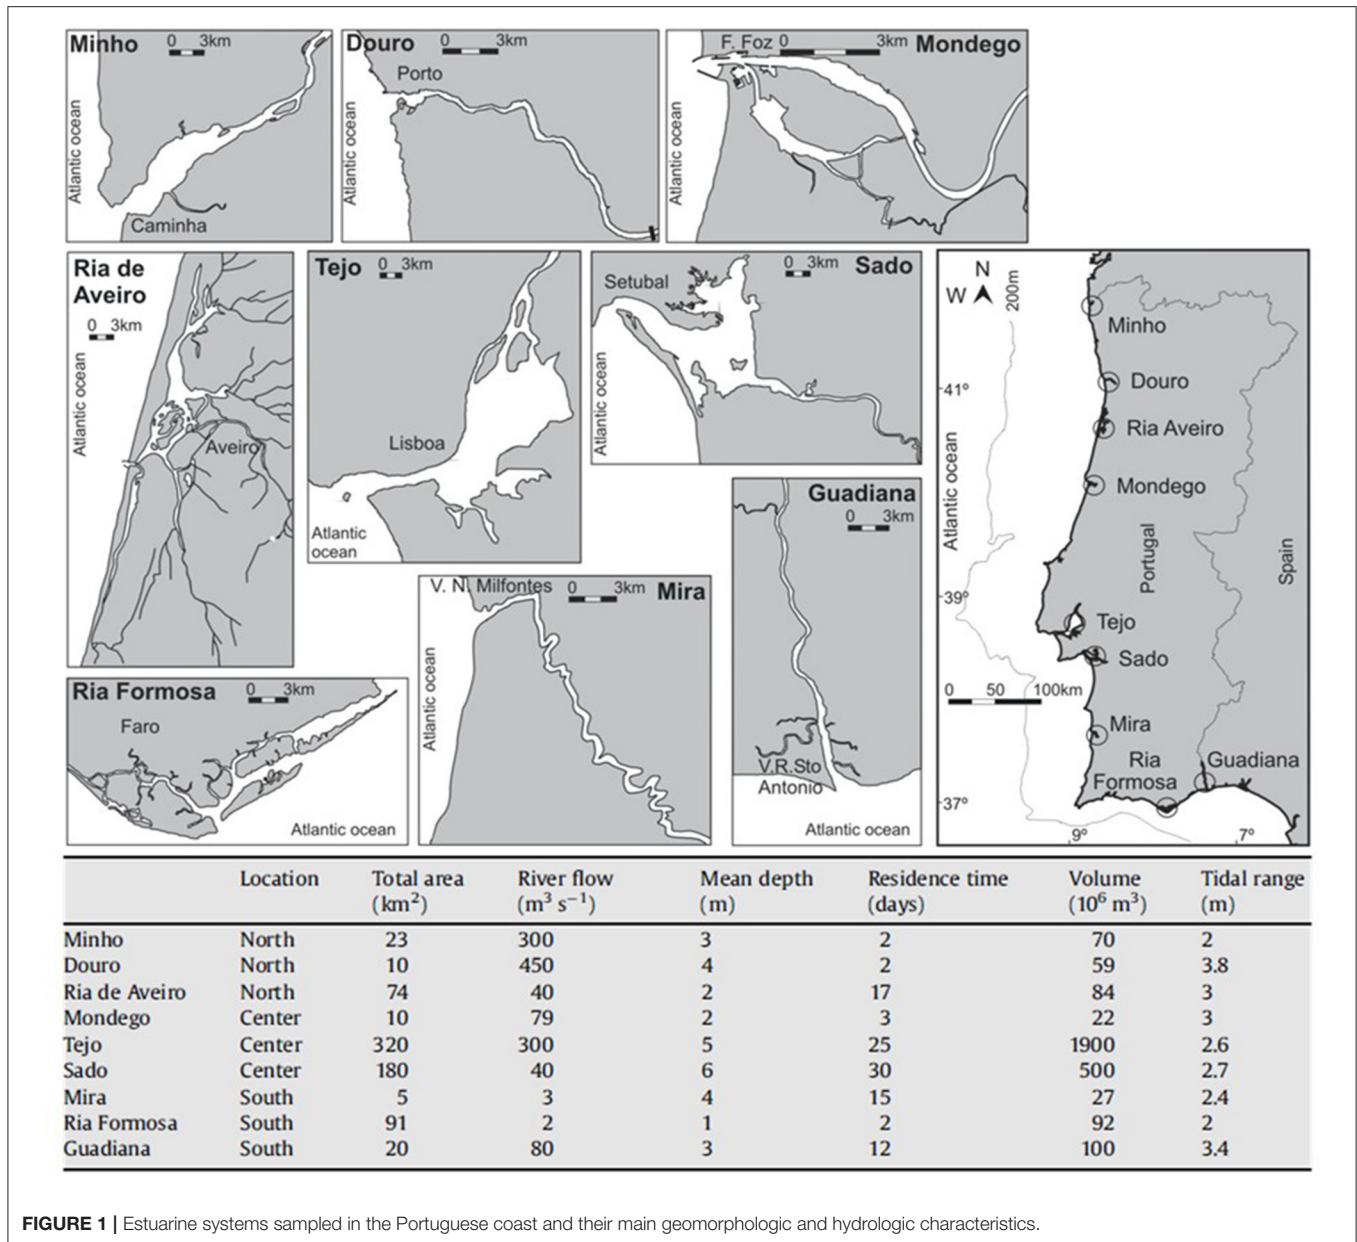 Minho 0 3km
Atlantic ocean
Caminha
Douro 0 3km
Porto
Atlantic ocean
F. Foz 0 3km Mondego
Atlantic ocean
Ria de
Aveiro
0 3km
Atlantic ocean
Aveiro
Tejo 0 3km
Lisboa
Atlantic
ocean
0 3km Sado
Setubal
Atlantic ocean
Guadiana
0 3km
V.R.Sto
Antonio
Atlantic ocean
V. N. Milfontes 0 3km Mira
Atlantic ocean
Ria Formosa 0 3km
Faro
Atlantic ocean
N
W
200m
Minho
41º
Douro
Ria Aveiro
Mondego
Atlantic ocean
Portugal
Spain
39º
Tejo
Sado
0 50 100km
Mira
Ria
Formosa
Guadiana
37º
9º 7º
Location Total area River flow Mean depth Residence time Volume Tidal range
(km²) (m³ s⁻¹) (m) (days) (10⁶ m³) (m)
Minho North 23 300 3 2 70 2
Douro North 10 450 4 2 59 3.8
Ria de Aveiro North 74 40 2 17 84 3
Mondego Center 10 79 2 3 22 3
Tejo Center 320 300 5 25 1900 2.6
Sado Center 180 40 6 30 500 2.7
Mira South 5 3 4 15 27 2.4
Ria Formosa South 91 2 1 2 92 2
Guadiana South 20 80 3 12 100 3.4
FIGURE 1 | Estuarine systems sampled in the Portuguese coast and their main geomorphologic and hydrologic characteristics.